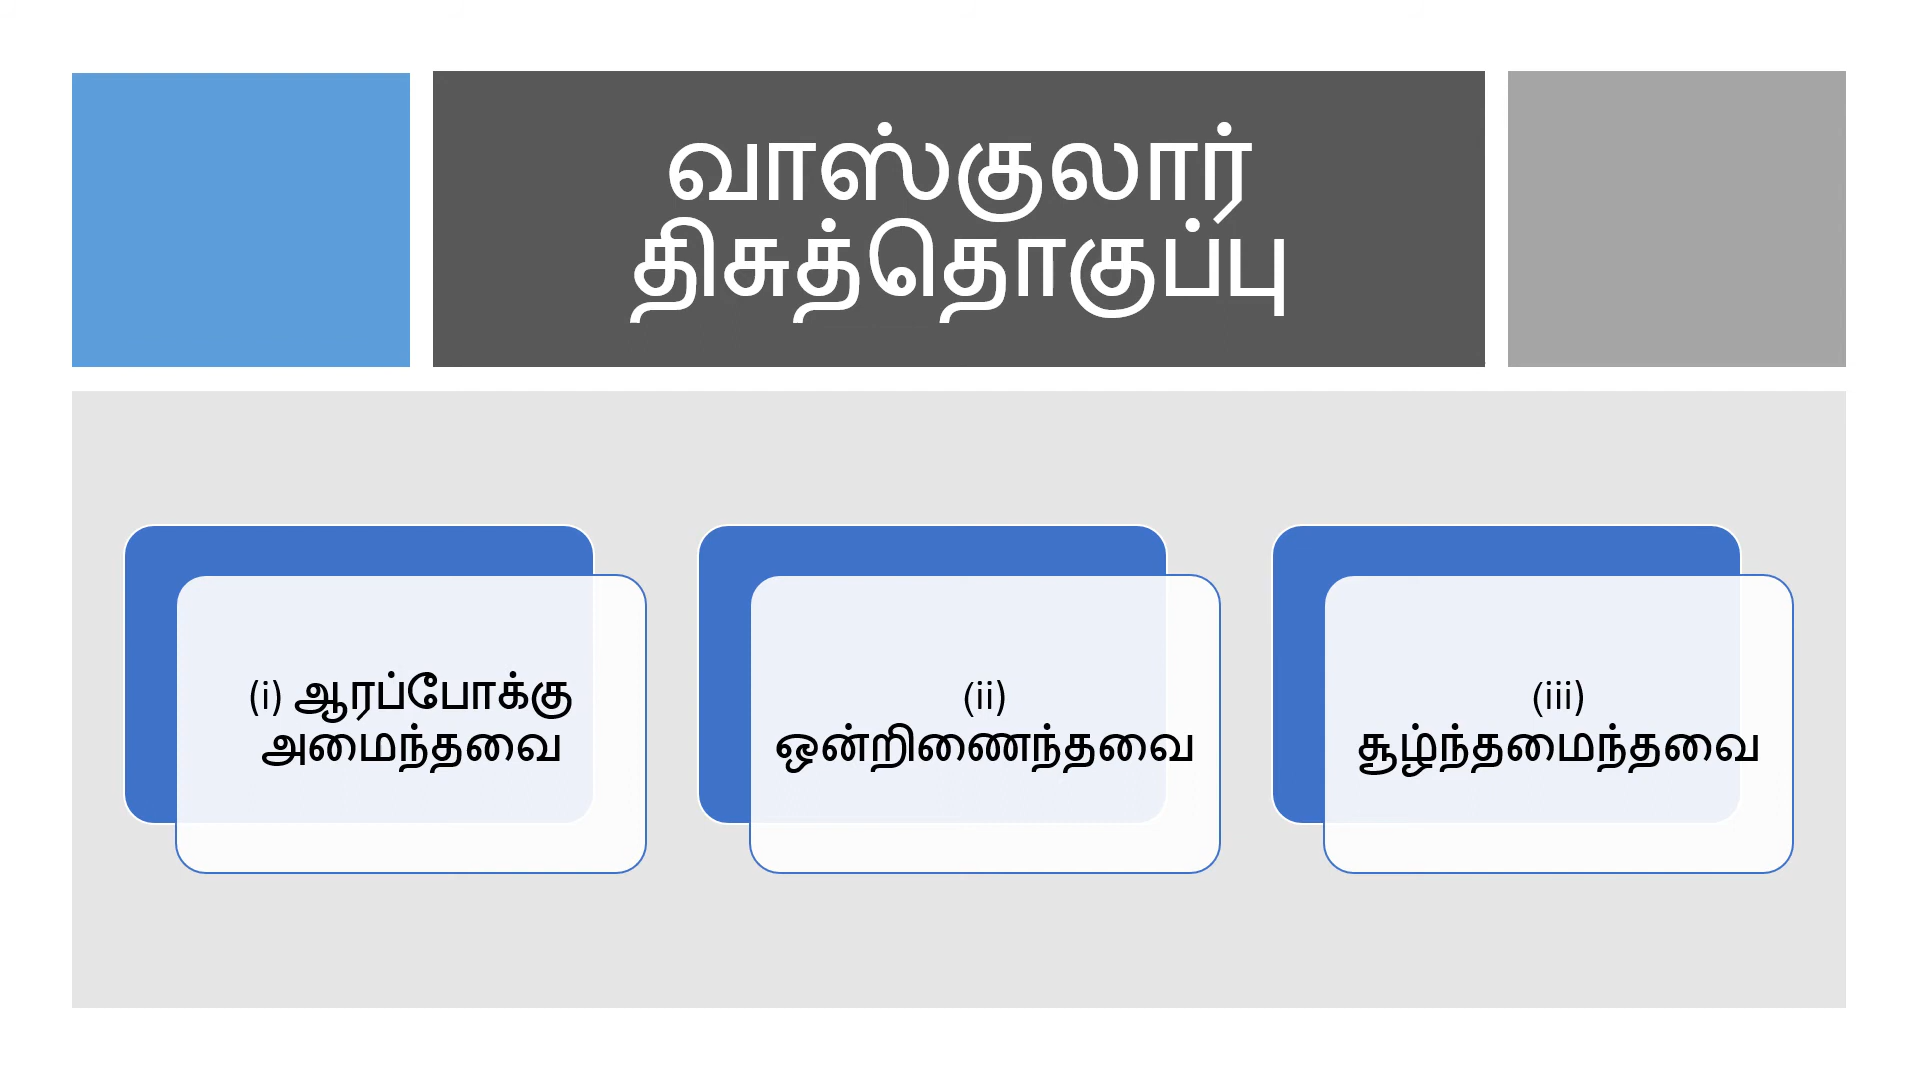 வாஸ்குலார்
திசுத்தொகுப்பு
(i) ஆரப்போக்கு
அமைந்தவை
(ii)
ஒன்றிணைந்தவை
(iii)
சூழ்ந்தமைந்தவை